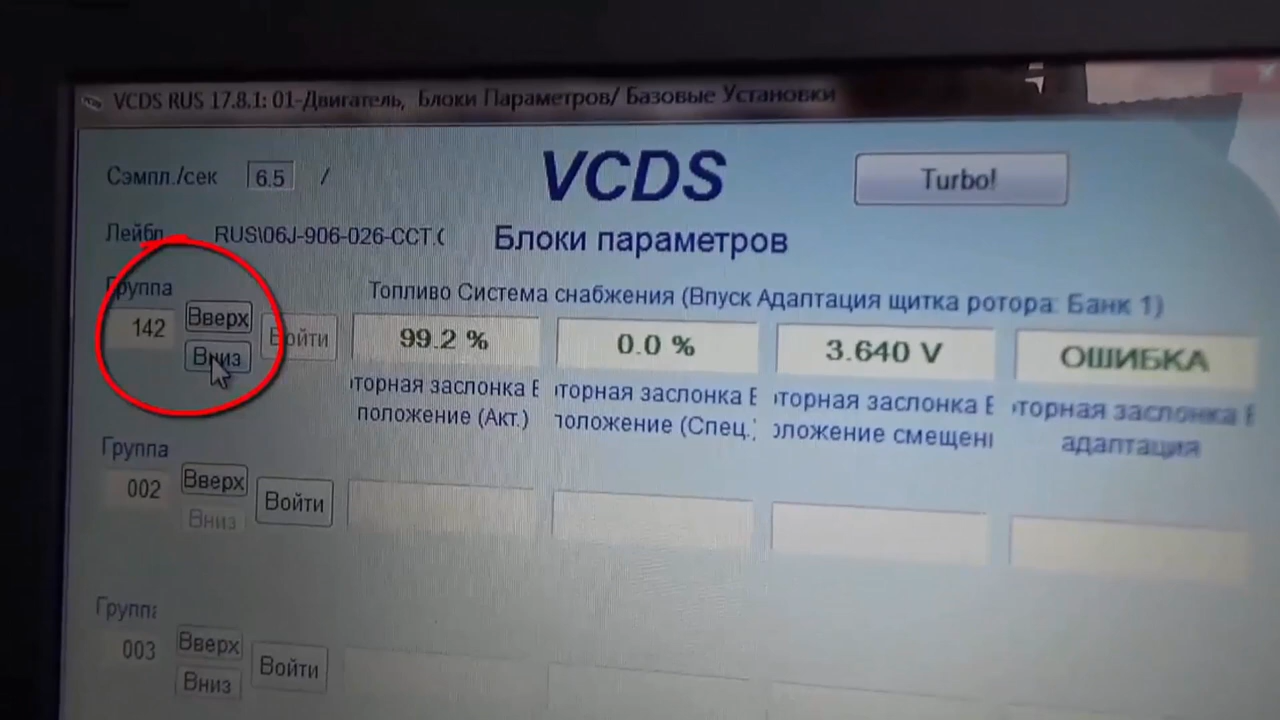 VCDS RUS 17.8.1: 01-Двигатель, Блоки Параметров/ Базовые Установки
Сэмпл./сек 6.5 /
VCDS
Turbo!
Лейбл RUS\06J-906-026-CCT.
Блоки параметров
Группа
Топливо Система снабжения (Впуск Адаптация щитка ротора: Банк 1)
142 Вверх Войти 99.2 % 0.0 % 3.640 V ОШИБКА
Вниз
торная заслонка торная заслонка торная заслонка торная заслонка
положение (Акт.) положение (Спец. оложение смещени адаптация
Группа
002 Вверх Войти
Вниз
Группа
003 Вверх Войти
Вниз